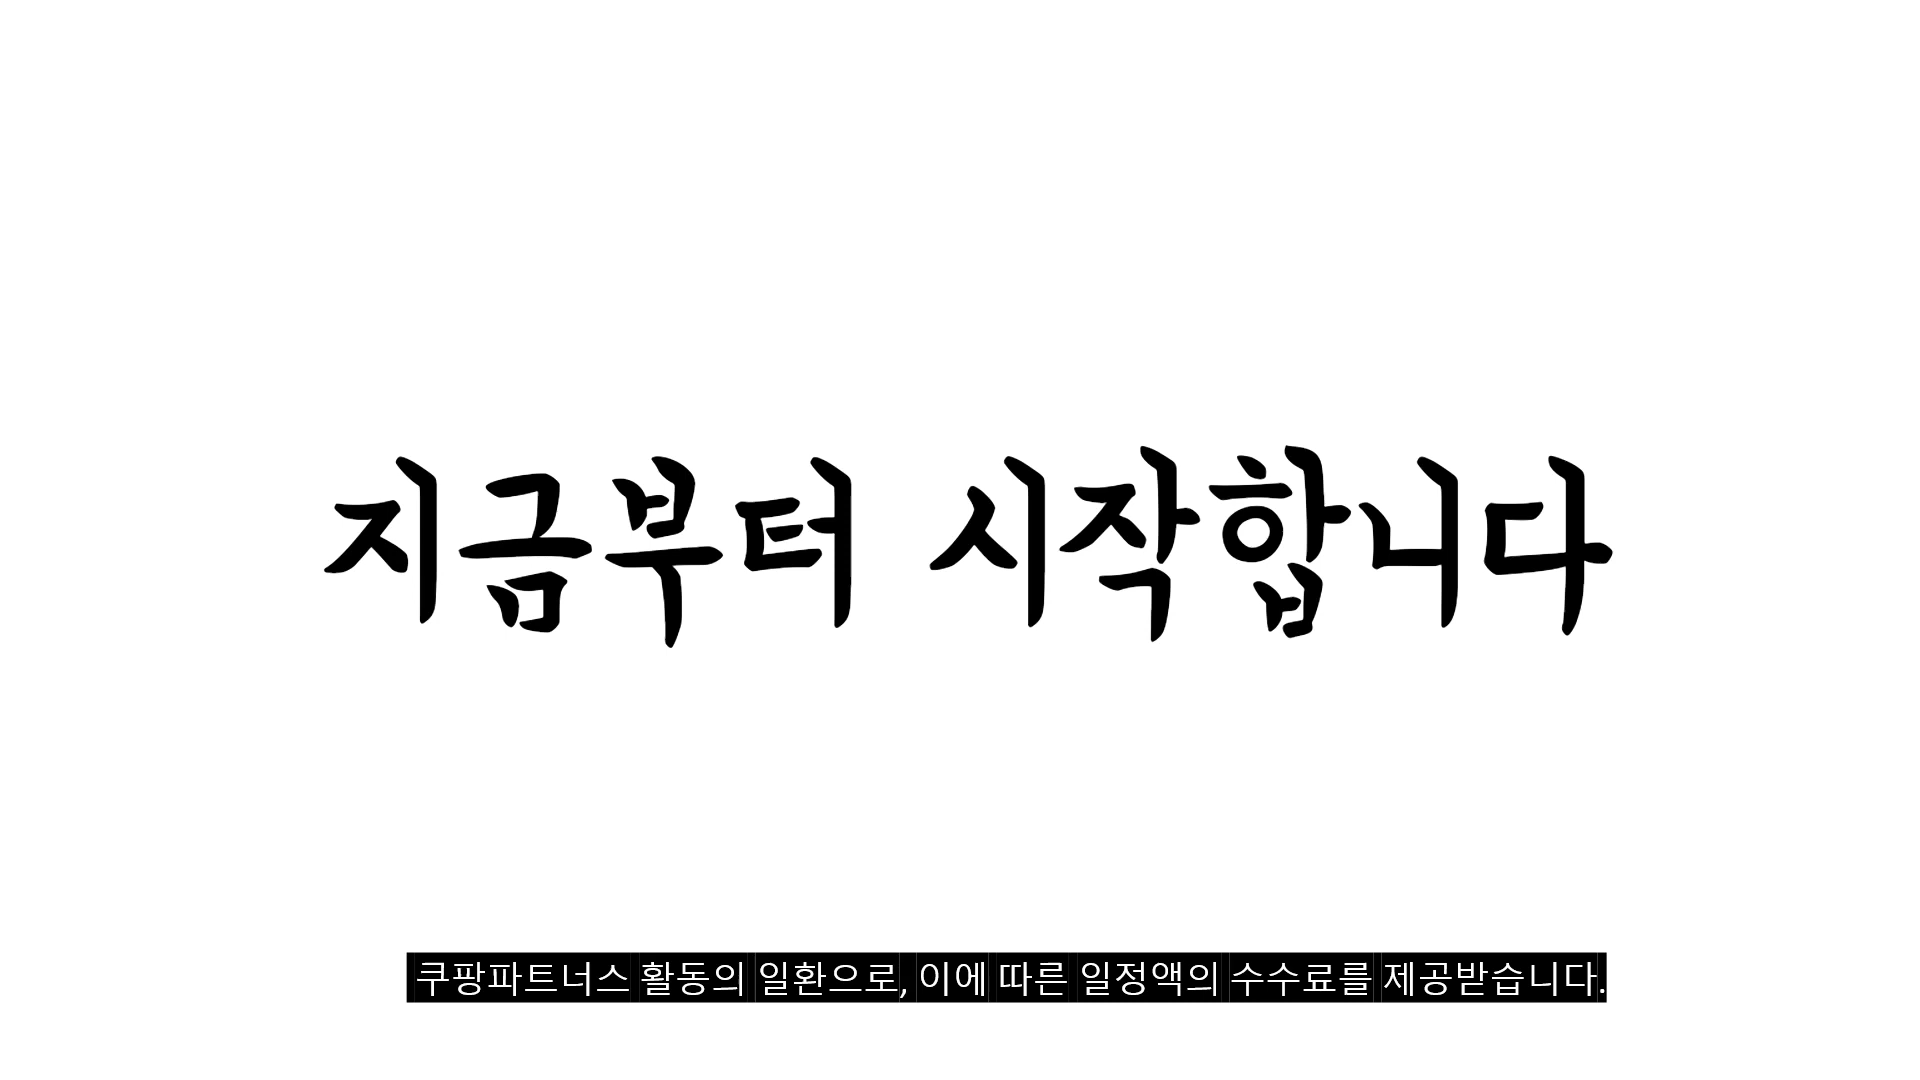 지금부터 시작합니다
쿠팡파트너스 활동의 일환으로, 이에 따른 일정액의 수수료를 제공받습니다.